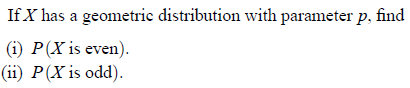 If X has a geometric distribution with parameter p, find
(i) P(X is even).
(ii) P(X is odd).